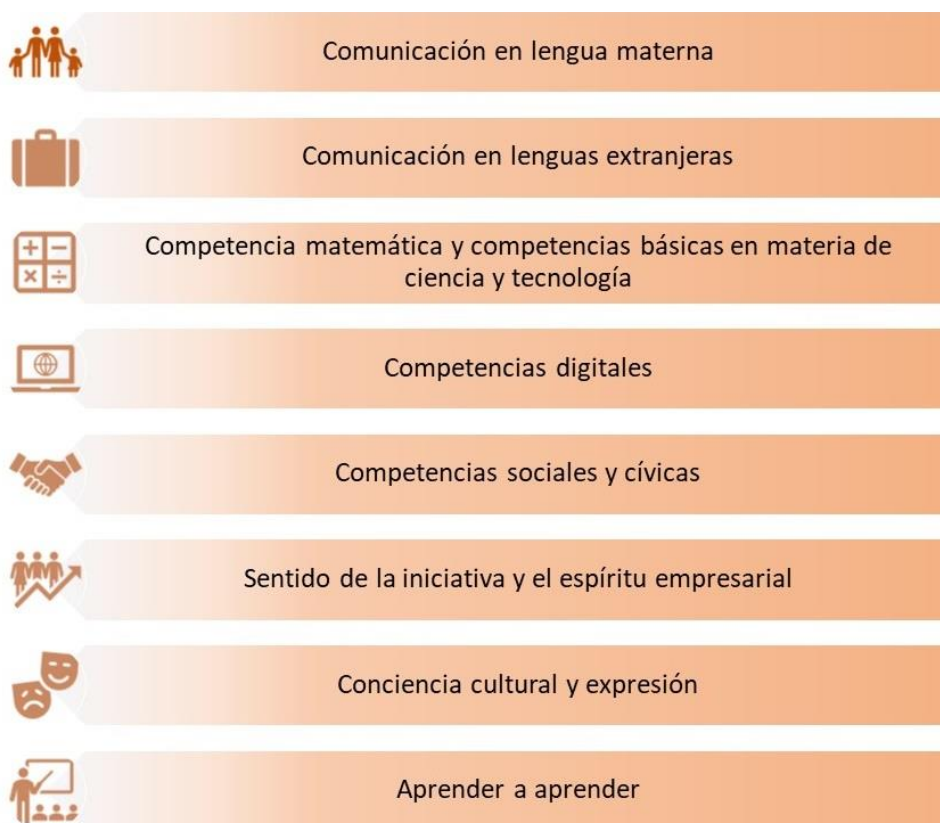 Comunicación en lengua materna
Comunicación en lenguas extranjeras
Competencia matemática y competencias básicas en materia de
ciencia y tecnología
Competencias digitales
Competencias sociales y cívicas
Sentido de la iniciativa y el espíritu empresarial
Conciencia cultural y expresión
Aprender a aprender